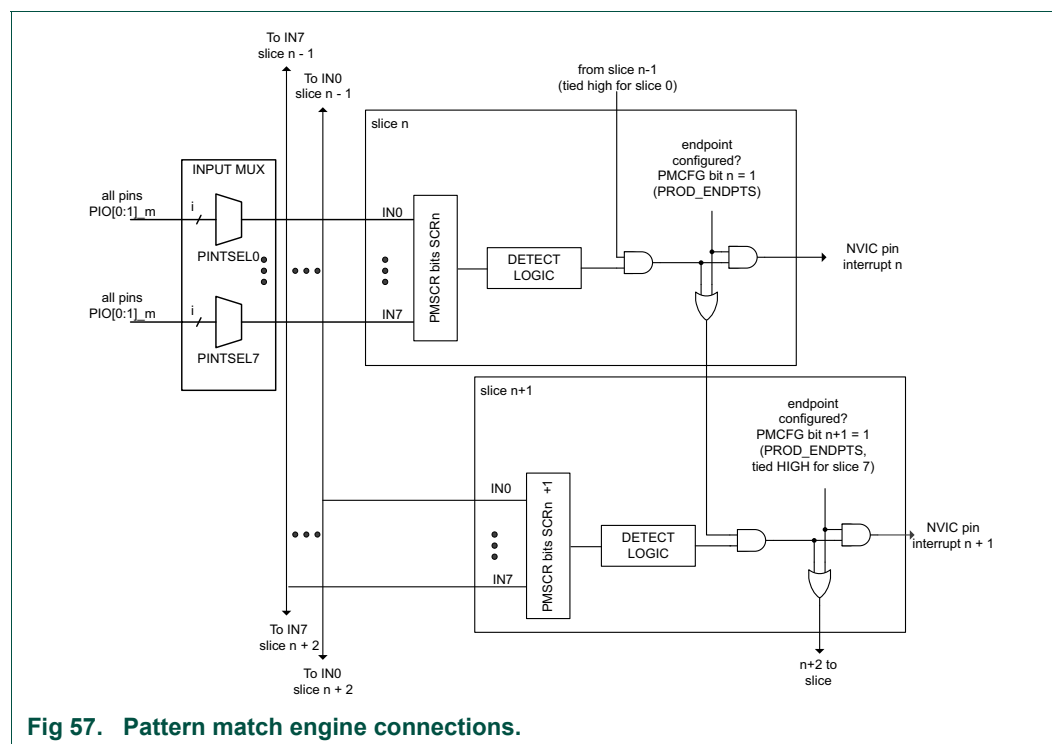 To IN7
slice n - 1
To IN0
slice n - 1
from slice n-1
(tied high for slice 0)
slice n
endpoint
configured?
PMCFG bit n = 1
(PROD_ENDPTS)
INPUT MUX
all pins
PIO[0:1]_m
i
PINTSEL0
IN0
PMSCR bits SCRn
DETECT
LOGIC
NVIC pin
interrupt n
all pins
PIO[0:1]_m
i
PINTSEL7
IN7
slice n+1
endpoint
configured?
PMCFG bit n+1 = 1
(PROD_ENDPTS,
tied HIGH for slice 7)
IN0
PMSCR bits SCRn +1
DETECT
LOGIC
NVIC pin
interrupt n + 1
IN7
To IN7
slice n + 2
To IN0
slice n + 2
n+2 to
slice
Fig 57. Pattern match engine connections.